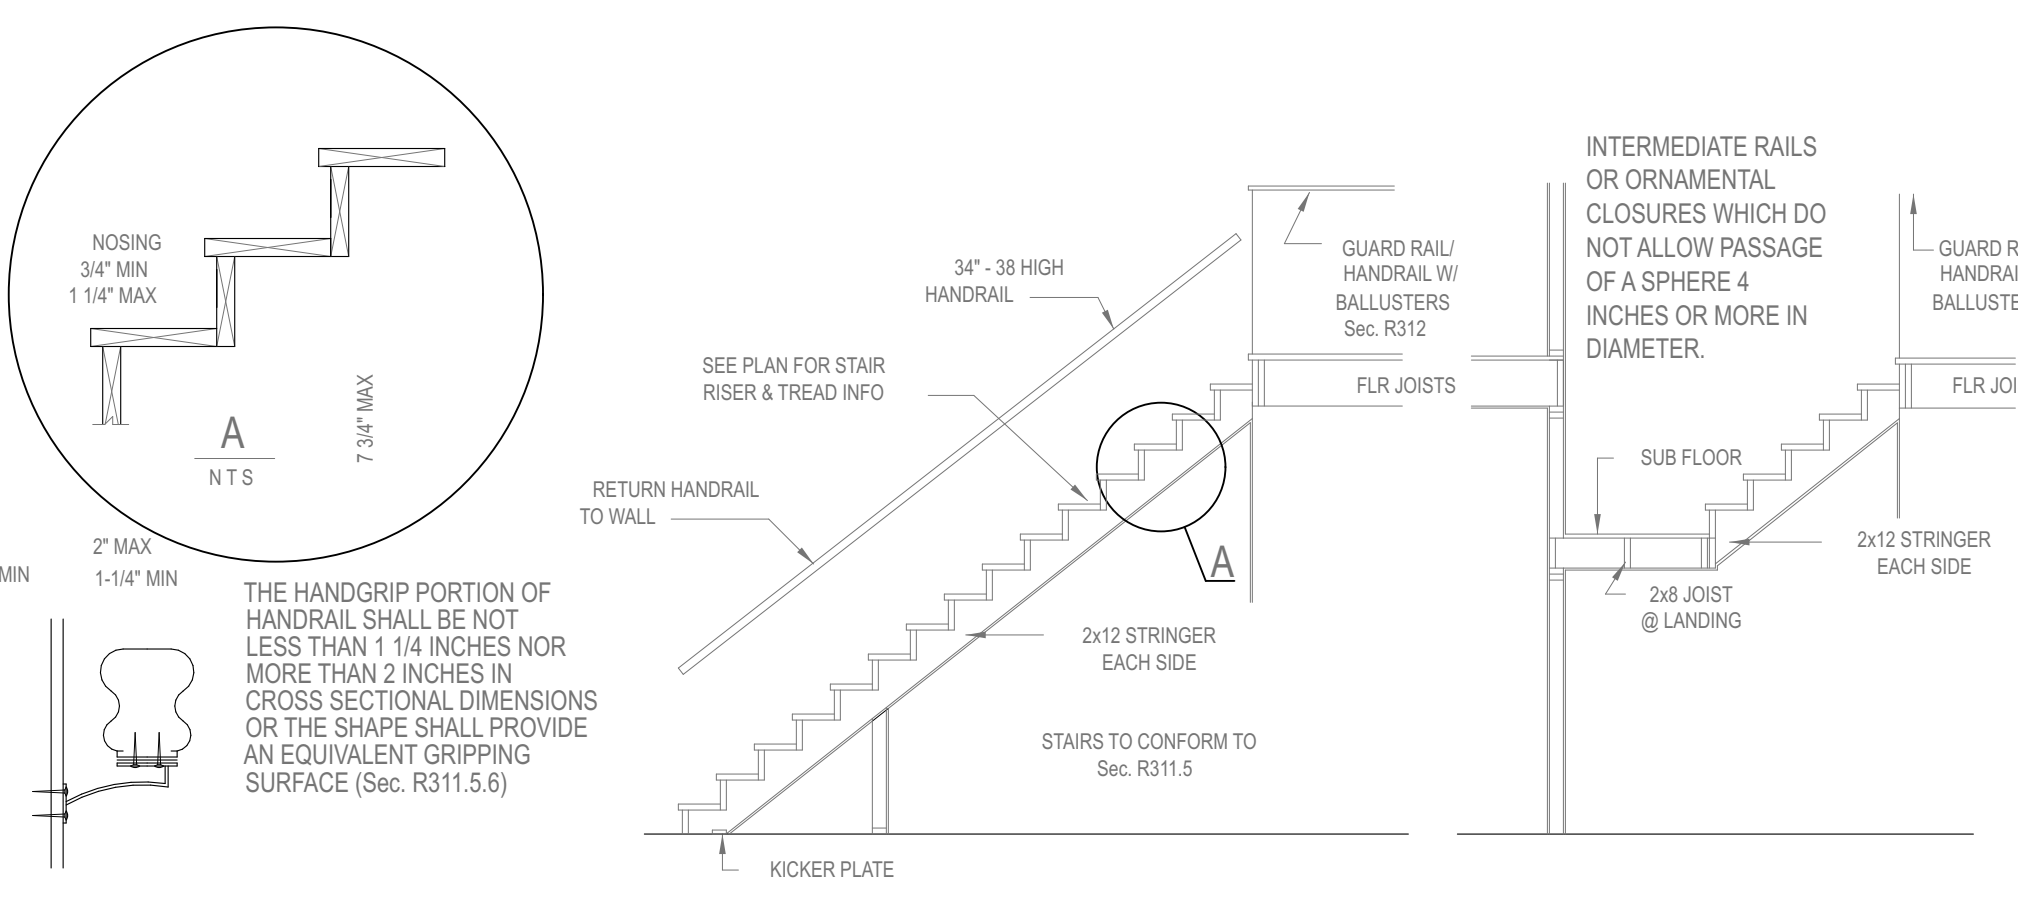 NOSING
3/4" MIN
1 1/4" MAX
7 3/4" MAX
A
N T S
2" MAX
MIN
1-1/4" MIN
THE HANDGRIP PORTION OF
HANDRAIL SHALL BE NOT
LESS THAN 1 1/4 INCHES NOR
MORE THAN 2 INCHES IN
CROSS SECTIONAL DIMENSIONS
OR THE SHAPE SHALL PROVIDE
AN EQUIVALENT GRIPPING
SURFACE (Sec. R311.5.6)
34" - 38 HIGH
HANDRAIL
SEE PLAN FOR STAIR
RISER & TREAD INFO
RETURN HANDRAIL
TO WALL
GUARD RAIL/
HANDRAIL W/
BALLUSTERS
Sec. R312
FLR JOISTS
A
2x12 STRINGER
EACH SIDE
STAIRS TO CONFORM TO
Sec. R311.5
KICKER PLATE
INTERMEDIATE RAILS
OR ORNAMENTAL
CLOSURES WHICH DO
NOT ALLOW PASSAGE
OF A SPHERE 4
INCHES OR MORE IN
DIAMETER.
GUARD R
HANDRAI
BALLUSTE
FLR JOI
SUB FLOOR
2x12 STRINGER
EACH SIDE
2x8 JOIST
@ LANDING